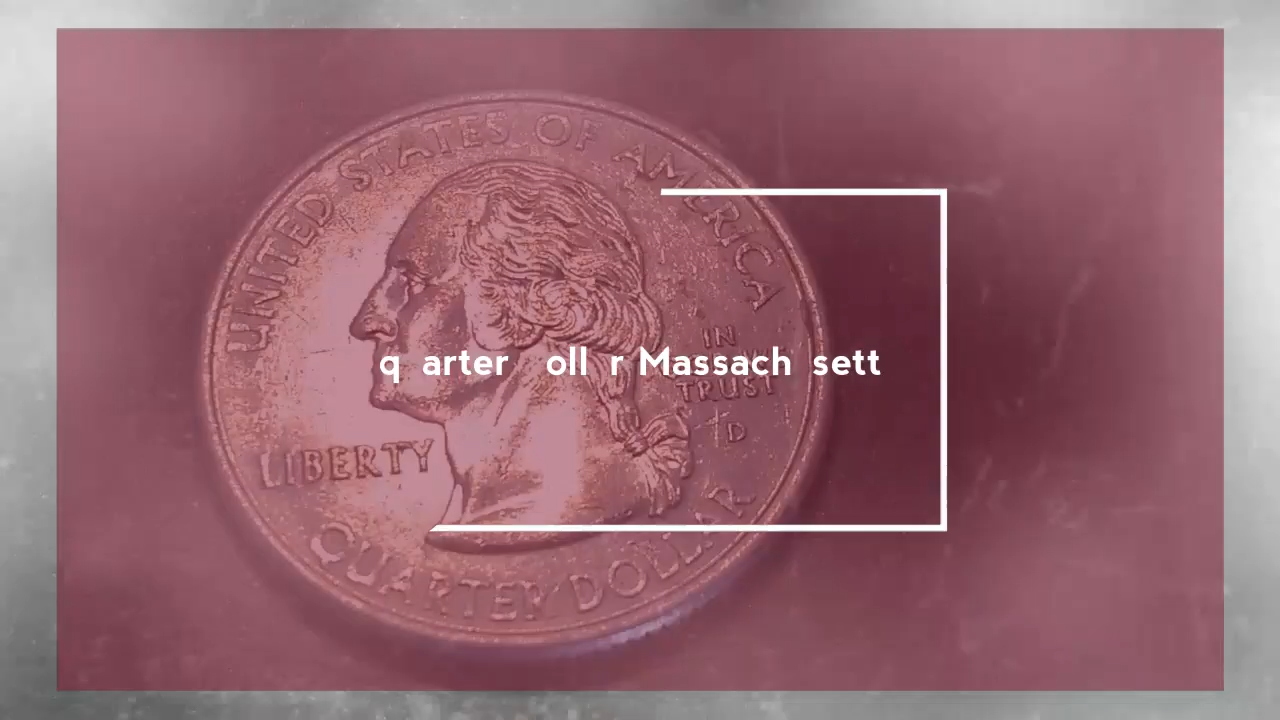 UNITED STATES OF AMERICA
IN
TRUST
D
LIBERTY
QUARTER DOLLAR
q arter oll r Massach sett